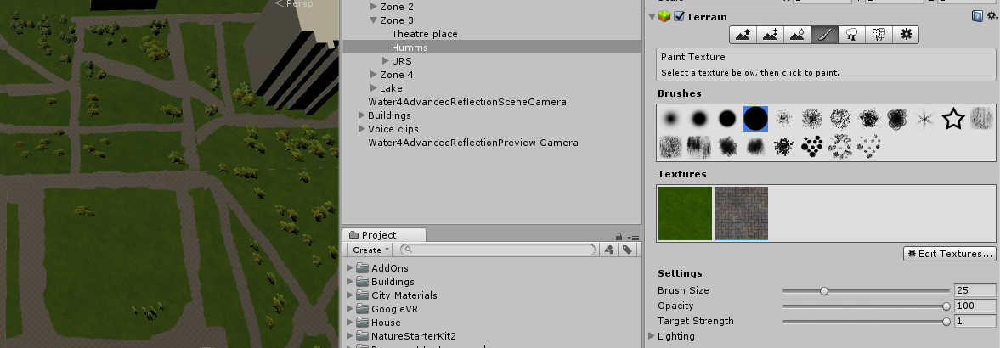 Persp
Zone 2
Zone 3
Theatre place
Humms
URS
Zone 4
Lake
Water4AdvancedReflectionSceneCamera
Buildings
Voice clips
Water4AdvancedReflectionPreview Camera
Project
Create
AddOns
Buildings
City Materials
GoogleVR
House
NatureStarterKit2
Terrain
Paint Texture
Select a texture below, then click to paint.
Brushes
Textures
Edit Textures...
Settings
Brush Size 25
Opacity 100
Target Strength 1
Lighting